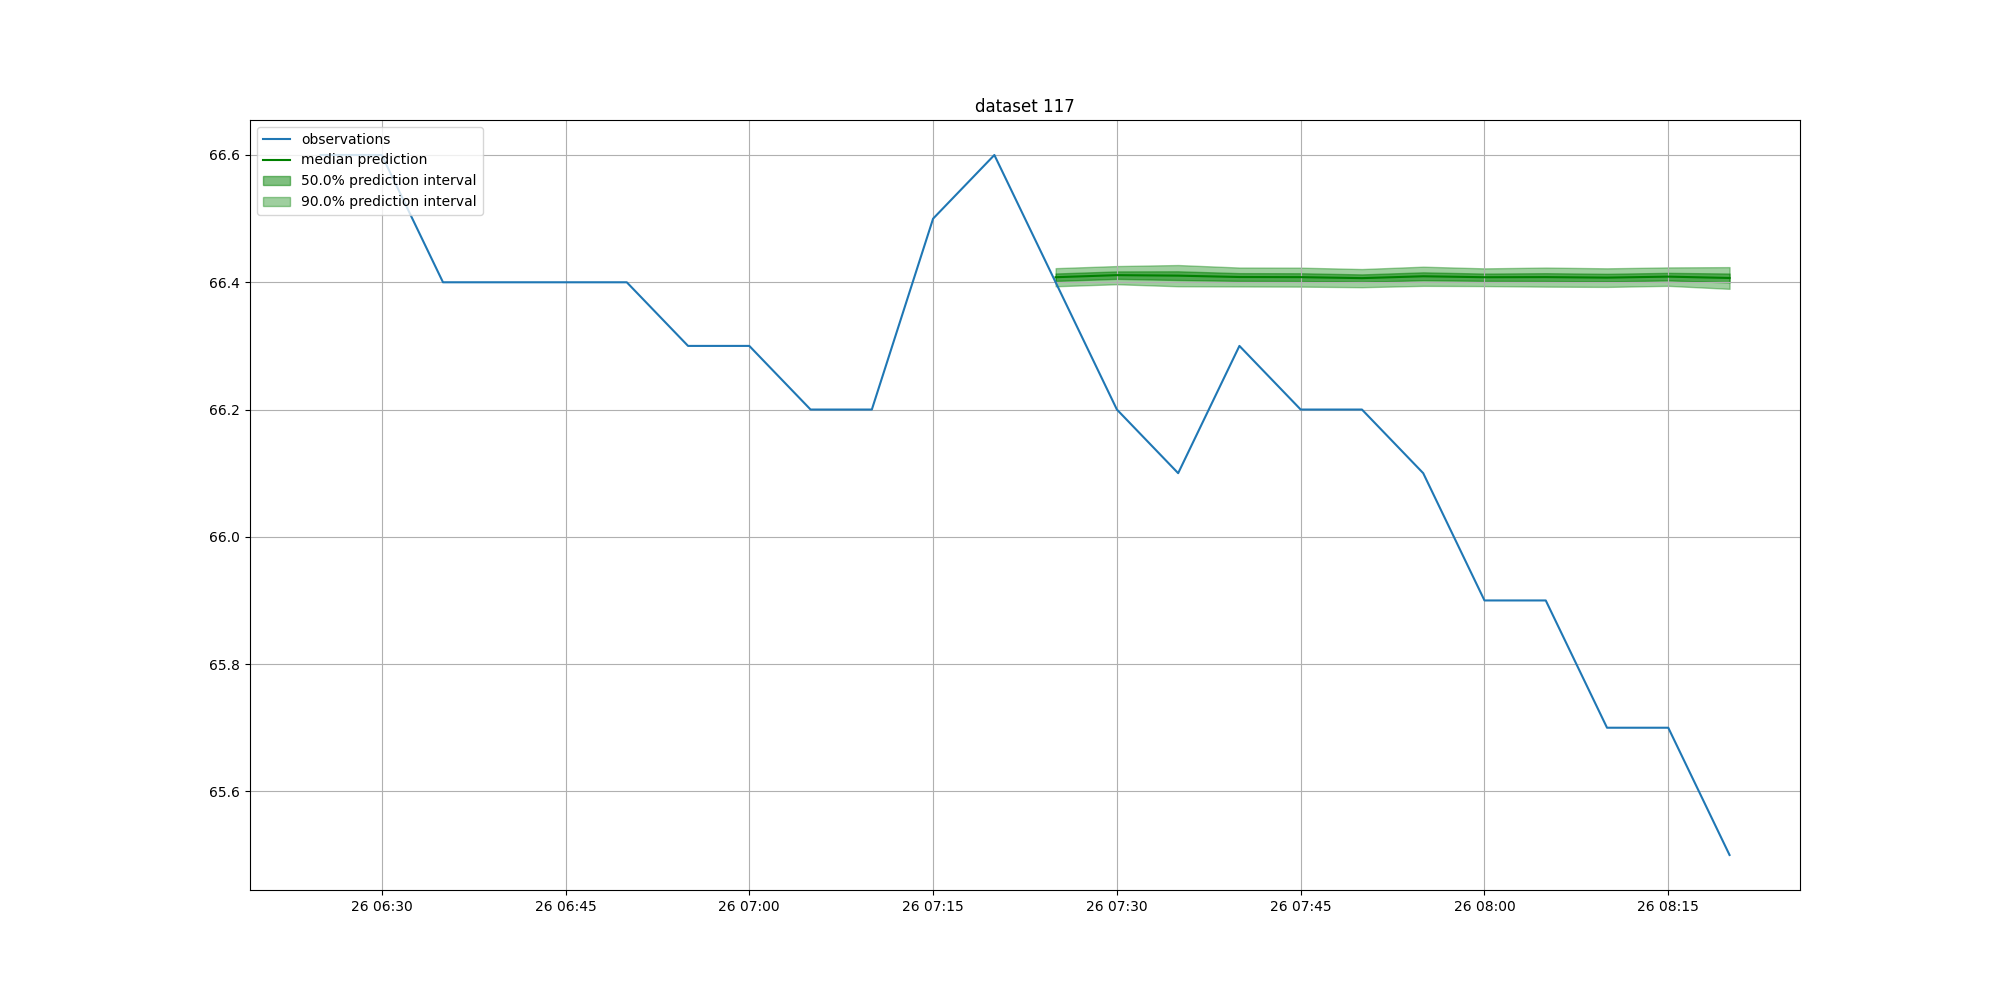 dataset 117
observations
median prediction
50.0% prediction interval
90.0% prediction interval
66.6
66.4
66.2
66.0
65.8
65.6
26 06:30
26 06:45
26 07:00
26 07:15
26 07:30
26 07:45
26 08:00
26 08:15